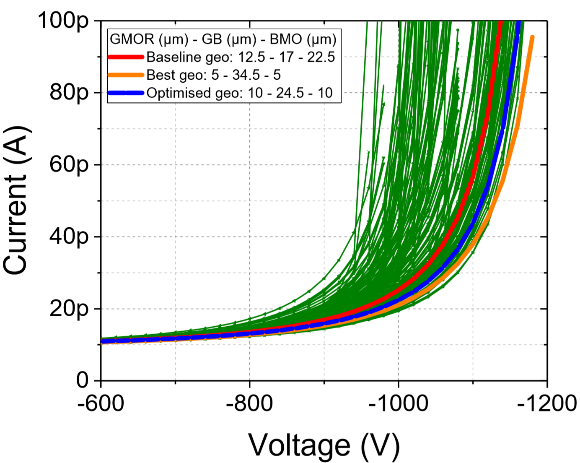 100p
80p
60p
40p
20p
0
Current (A)
GMOR (µm) - GB (µm) - BMO (µm)
Baseline geo: 12.5 - 17 - 22.5
Best geo: 5 - 34.5 - 5
Optimised geo: 10 - 24.5 - 10
-600
-800
-1000
-1200
Voltage (V)